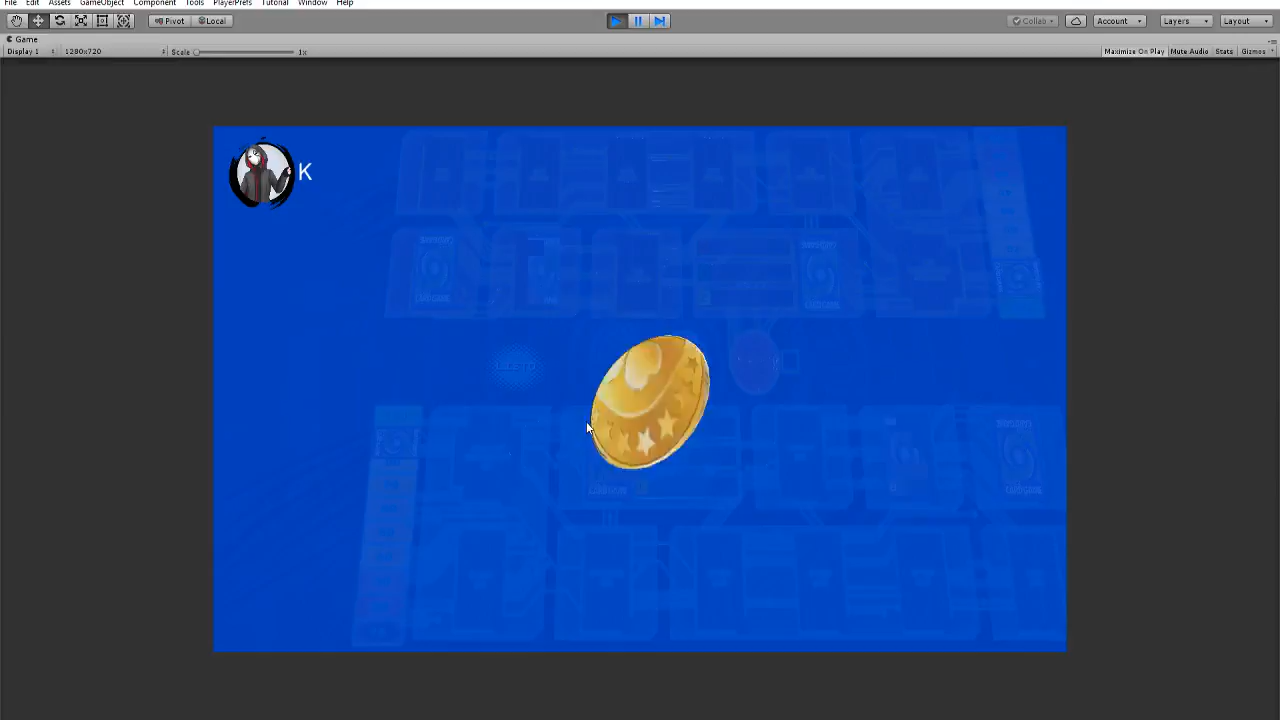 File Edit Assets GameObject Component Tools PlayerPrefs Tutorial Window Help
Pivot Local Collab Account Layers Layout
Game
Display 1 1280x720 Scale 1x Maximize On Play Mute Audio Stats Gizmos
K